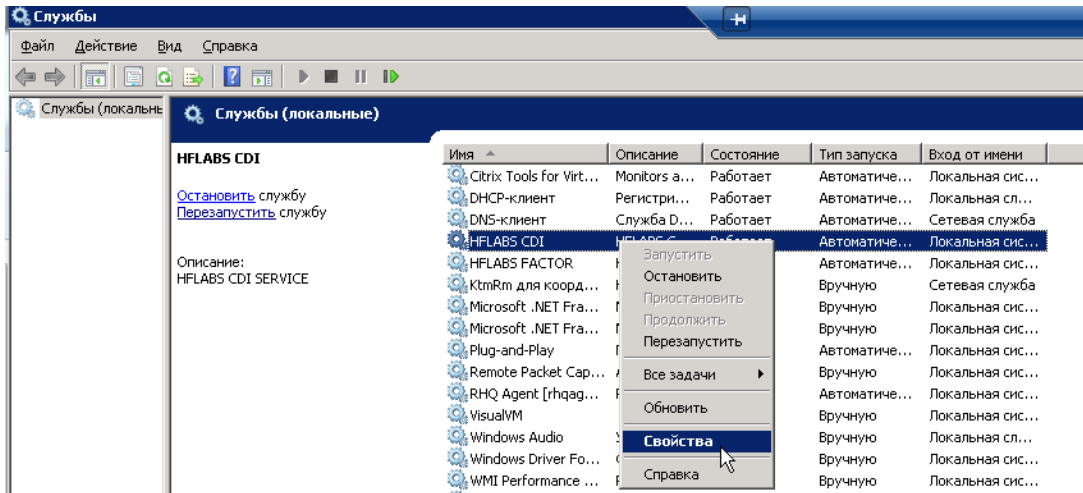 Службы
Файл Действие Вид Справка
Службы (локальнь
Службы (локальные)
HFLABS CDI
Остановить службу
Перезапустить службу
Описание:
HFLABS CDI SERVICE
Имя Описание Состояние Тип запуска Вход от имени
Citrix Tools for Virt... Monitors a... Работает Автоматиче... Локальная сис...
DHCP-клиент Регистри... Работает Автоматиче... Локальная сл...
DNS-клиент Служба D... Работает Автоматиче... Сетевая служба
HFLABS CDI Автоматиче... Локальная сис...
HFLABS FACTOR Автоматиче... Локальная сис...
KtmRm для коорд... Вручную Сетевая служба
Microsoft .NET Fra... Вручную Локальная сис...
Microsoft .NET Fra... Вручную Локальная сис...
Plug-and-Play Автоматиче... Локальная сис...
Remote Packet Cap... Вручную Локальная сис...
RHQ Agent [rhqag... Автоматиче... Локальная сис...
VisualVM Вручную Локальная сис...
Windows Audio Вручную Локальная сл...
Windows Driver Fo... Вручную Локальная сис...
WMI Performance ... Вручную Локальная сис...
Запустить
Остановить
Приостановить
Продолжить
Перезапустить
Все задачи
Обновить
Свойства
Справка